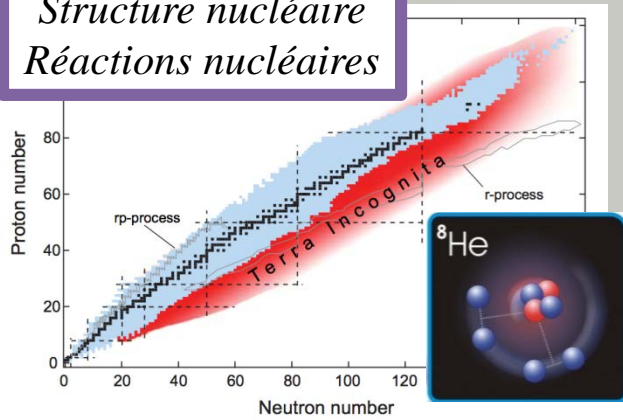 Structure nucléaire
Réactions nucléaires
Proton number
80
60
40
20
0
rp-process
Terra Incognita
r-process
⁸He
0 20 40 60 80 100 120
Neutron number